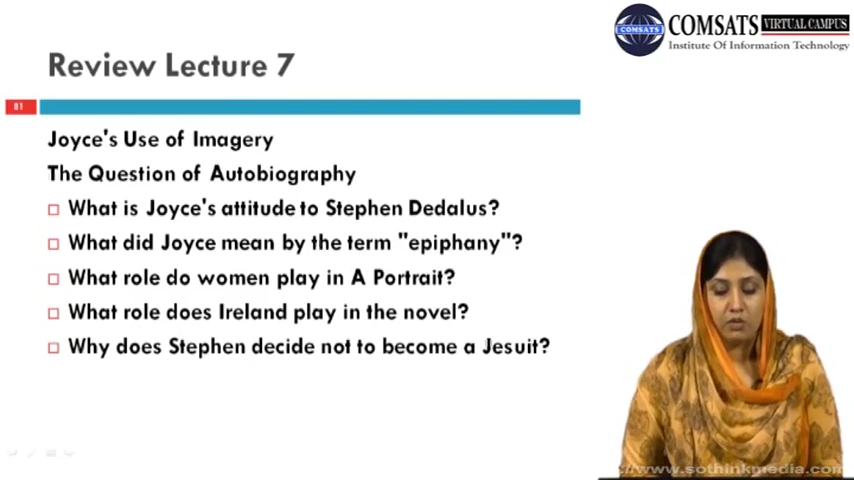 COMSATS VIRTUAL CAMPUS
COMSATS
Institute Of Information Technology
Review Lecture 7
81
Joyce's Use of Imagery
The Question of Autobiography
What is Joyce's attitude to Stephen Dedalus?
What did Joyce mean by the term "epiphany"?
What role do women play in A Portrait?
What role does Ireland play in the novel?
Why does Stephen decide not to become a Jesuit?
://www.sothinkmedia.com/